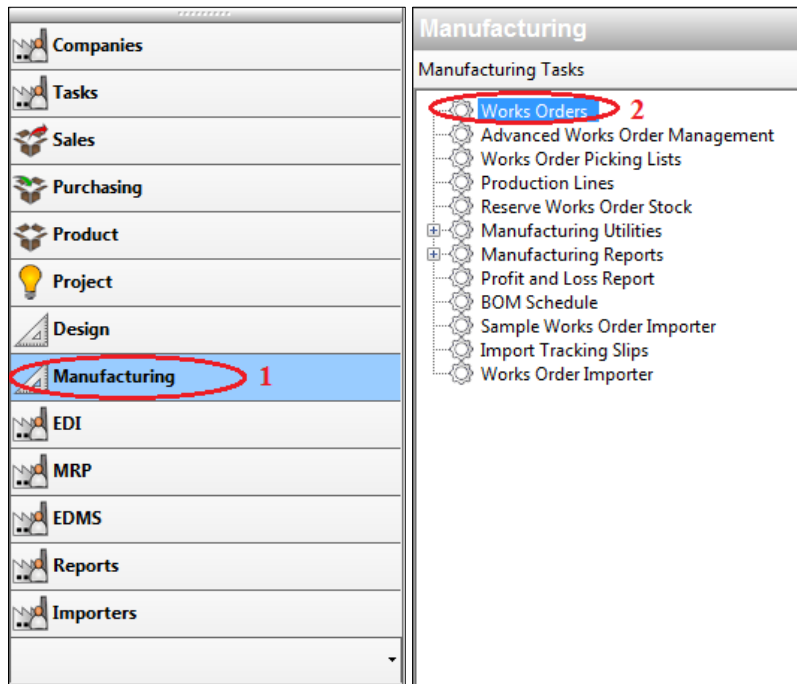 Companies
Tasks
Sales
Purchasing
Product
Project
Design
Manufacturing 1
EDI
MRP
EDMS
Reports
Importers
Manufacturing
Manufacturing Tasks
Works Orders 2
Advanced Works Order Management
Works Order Picking Lists
Production Lines
Reserve Works Order Stock
Manufacturing Utilities
Manufacturing Reports
Profit and Loss Report
BOM Schedule
Sample Works Order Importer
Import Tracking Slips
Works Order Importer